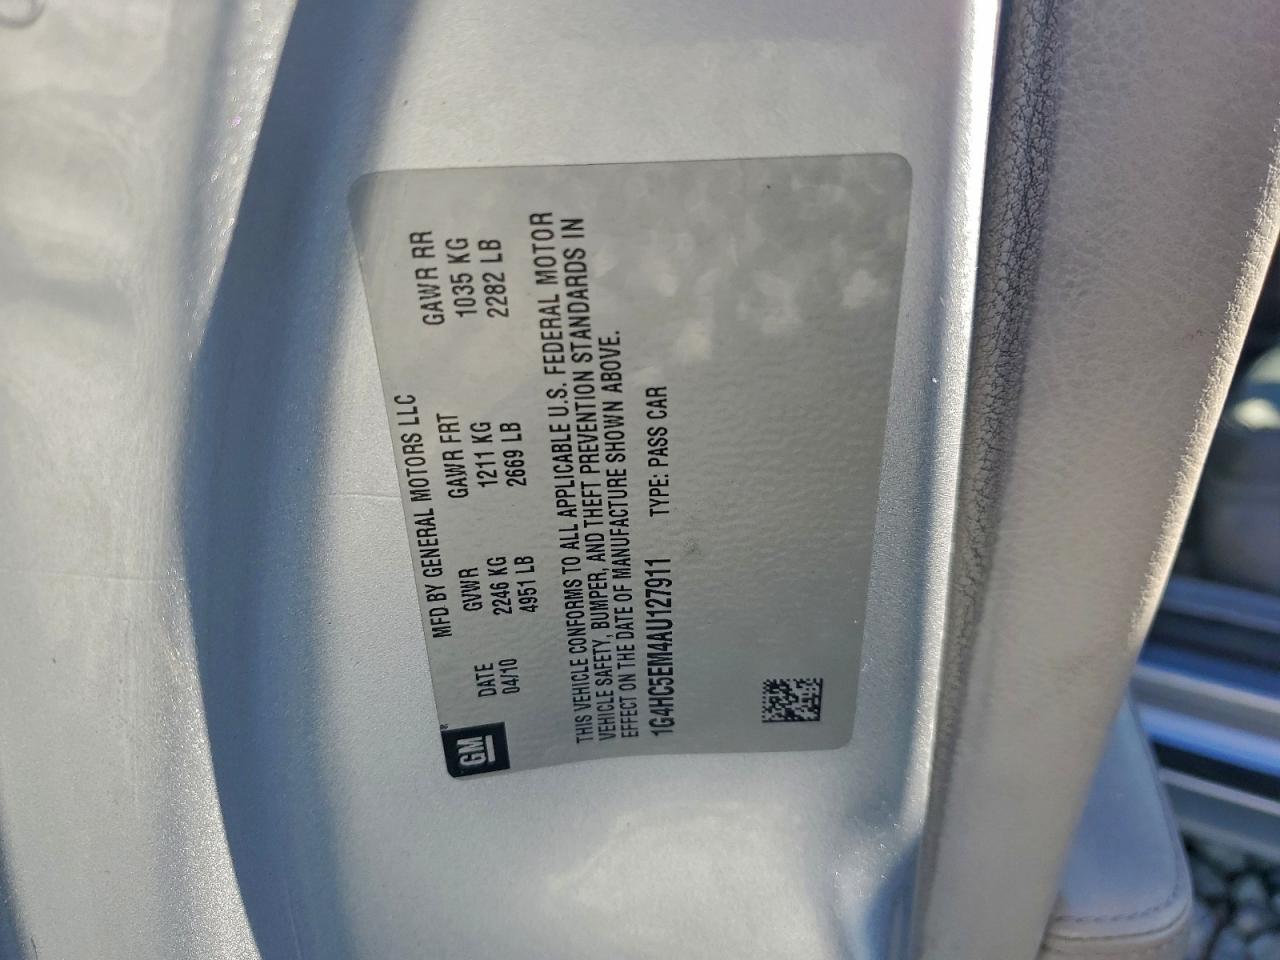 MFD BY GENERAL MOTORS LLC
DATE GVWR GAWR FRT GAWR RR
04/10 2246 KG 1211 KG 1035 KG
4951 LB 2669 LB 2282 LB
GM
THIS VEHICLE CONFORMS TO ALL APPLICABLE U.S. FEDERAL MOTOR
VEHICLE SAFETY, BUMPER, AND THEFT PREVENTION STANDARDS IN
EFFECT ON THE DATE OF MANUFACTURE SHOWN ABOVE.
1G4HC5EM4AU127911 TYPE: PASS CAR